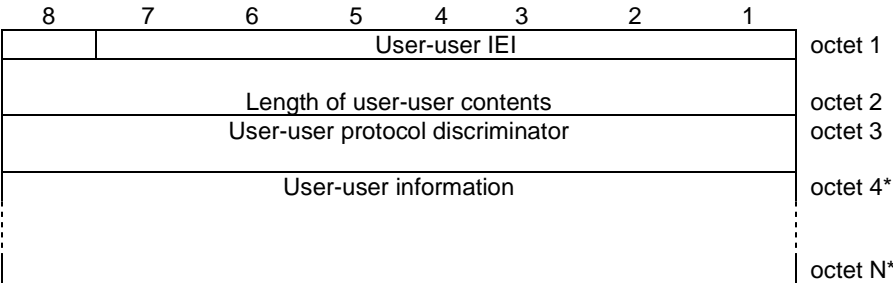 8 7 6 5 4 3 2 1
User-user IEI octet 1
Length of user-user contents octet 2
User-user protocol discriminator octet 3
User-user information octet 4*
octet N*